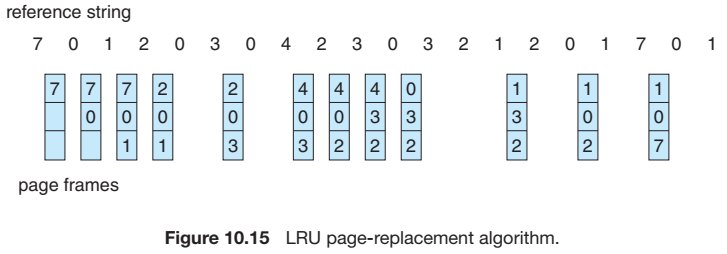 reference string
7 0 1 2 0 3 0 4 2 3 0 3 2 1 2 0 1 7 0 1
7 7 7 2 2 4 4 4 0 1 1 1
0 0 0 0 0 0 3 3 3 0 0
1 1 3 3 2 2 2 2 2 7
page frames
Figure 10.15 LRU page-replacement algorithm.